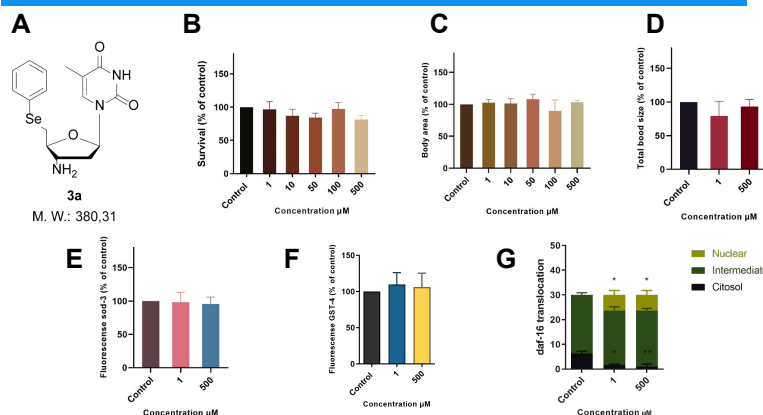 A
O
NH
N
O
Se
O
NH2
3a
M. W.: 380,31
B
Survival (% of control)
150
100
50
0
Control
1
10
50
100
500
Concentration µM
C
Body area (% of control)
150
100
50
0
Control
1
10
50
100
500
Concentration µM
D
Total bood size (% of control)
150
100
50
0
Control
1
500
Concentration µM
E
Fluorescense sod-3 (% of control)
150
100
50
0
Control
1
500
Concentration µM
F
Fluorescense GST-4 (% of control)
150
100
50
0
Control
1
500
Concentration µM
G
daf-16 translocation
50
40
30
20
10
0
* *
* **
Control
1
500
Concentration µM
Nuclear
Intermediat
Citosol